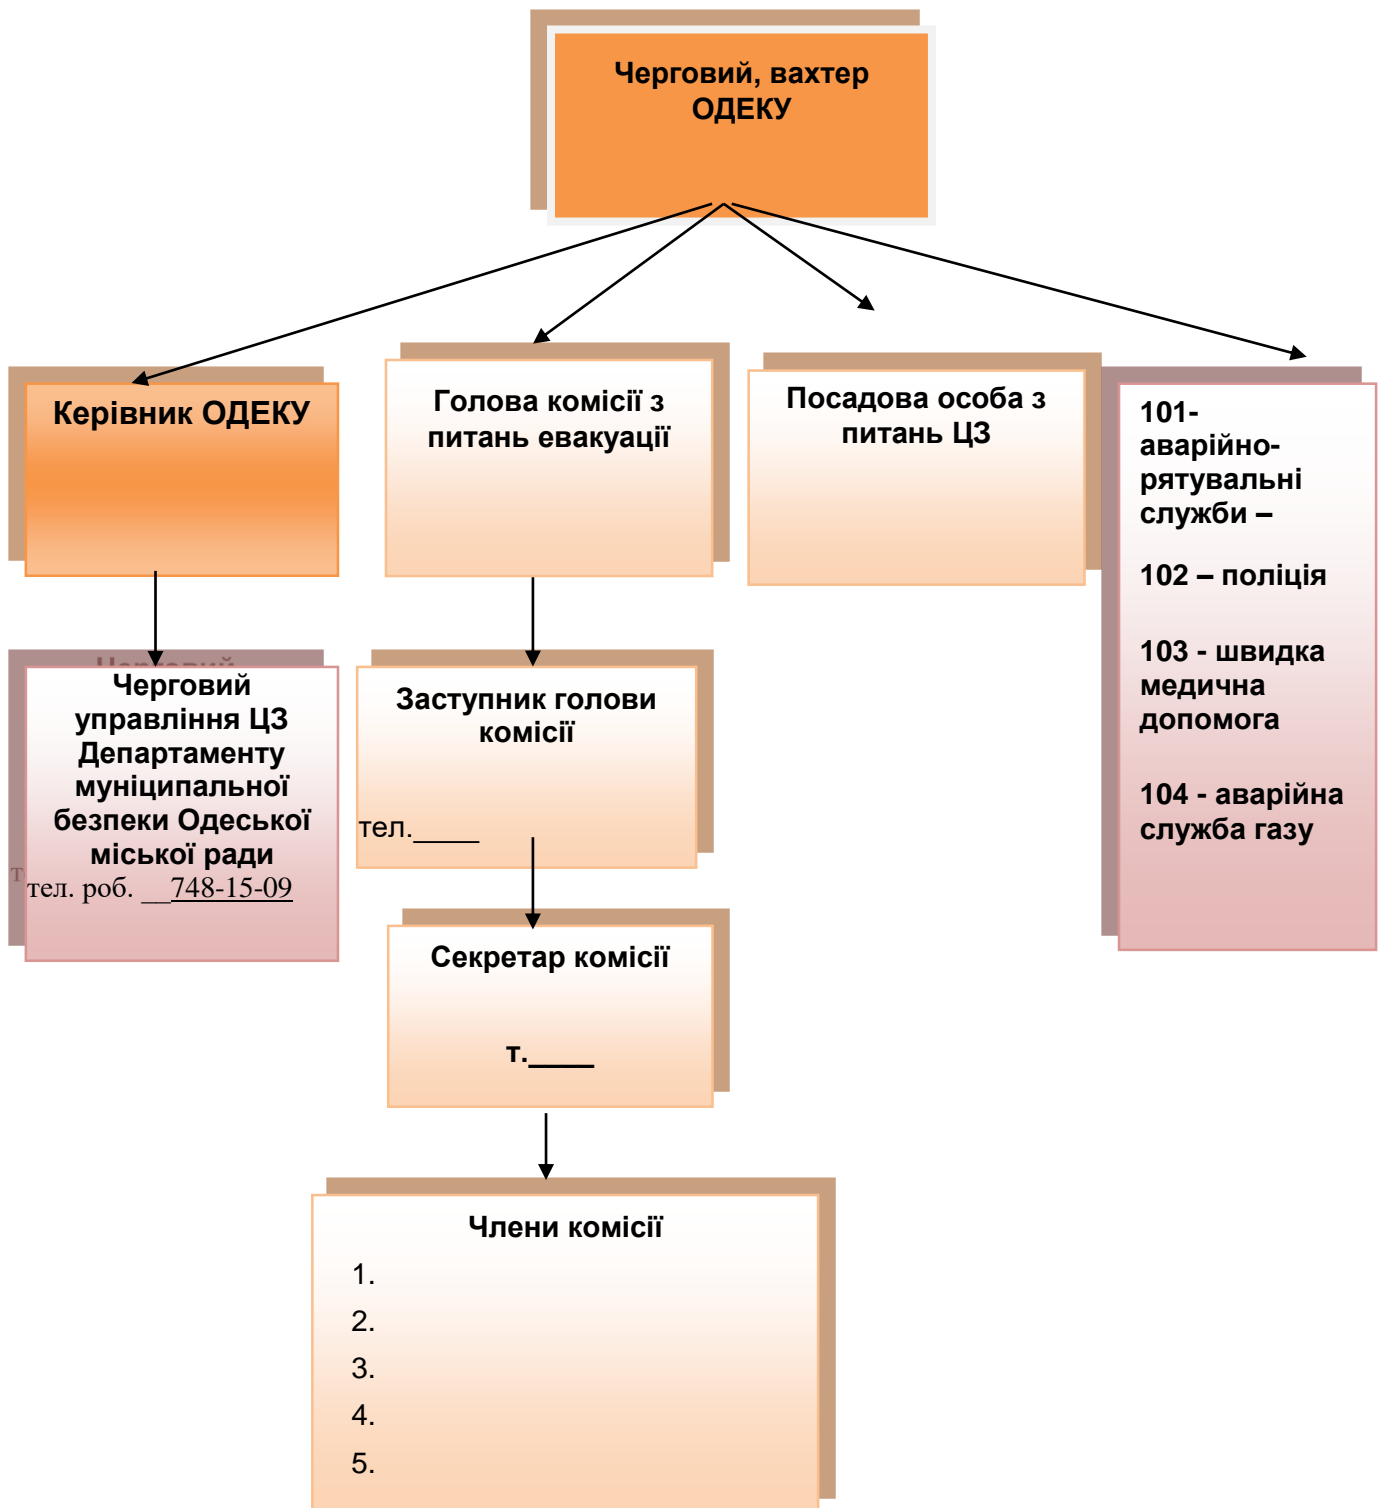 Черговий, вахтер
ОДЕКУ
Керівник ОДЕКУ
Голова комісії з
питань евакуації
Посадова особа з
питань ЦЗ
101-
аварійно-
рятувальні
служби –
102 – поліція
103 - швидка
медична
допомога
104 - аварійна
служба газу
Черговий
управління ЦЗ
Департаменту
муніципальної
безпеки Одеської
міської ради
тел. роб. __748-15-09
Заступник голови
комісії
тел.____
Секретар комісії
т.____
Члени комісії
1.
2.
3.
4.
5.